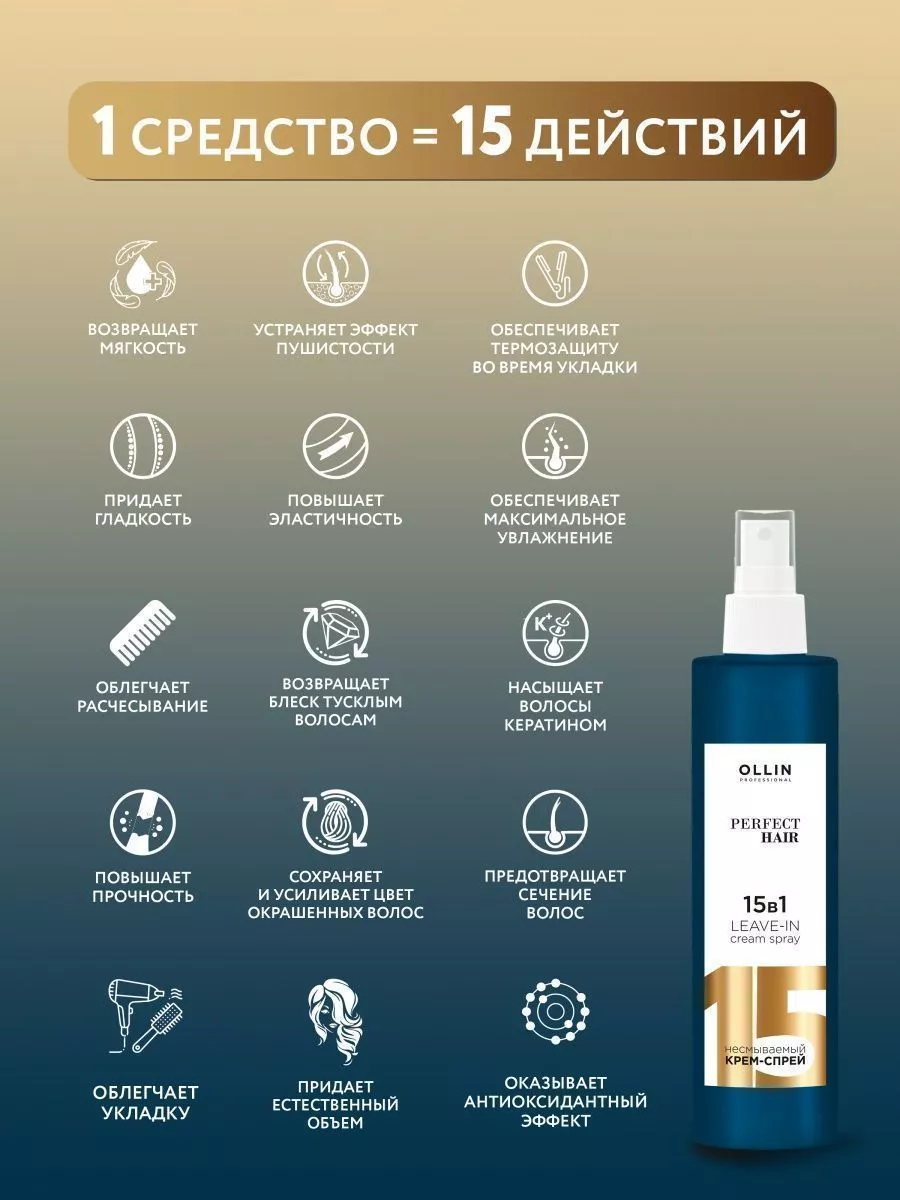 1 СРЕДСТВО = 15 ДЕЙСТВИЙ
ВОЗВРАЩАЕТ
МЯГКОСТЬ
УСТРАНЯЕТ ЭФФЕКТ
ПУШИСТОСТИ
ОБЕСПЕЧИВАЕТ
ТЕРМОЗАЩИТУ
ВО ВРЕМЯ УКЛАДКИ
ПРИДАЕТ
ГЛАДКОСТЬ
ПОВЫШАЕТ
ЭЛАСТИЧНОСТЬ
ОБЕСПЕЧИВАЕТ
МАКСИМАЛЬНОЕ
УВЛАЖНЕНИЕ
ОБЛЕГЧАЕТ
РАСЧЕСЫВАНИЕ
ВОЗВРАЩАЕТ
БЛЕСК ТУСКЛЫМ
ВОЛОСАМ
K+
НАСЫЩАЕТ
ВОЛОСЫ
КЕРАТИНОМ
ПОВЫШАЕТ
ПРОЧНОСТЬ
СОХРАНЯЕТ
И УСИЛИВАЕТ ЦВЕТ
ОКРАШЕННЫХ ВОЛОС
ПРЕДОТВРАЩАЕТ
СЕЧЕНИЕ
ВОЛОС
ОБЛЕГЧАЕТ
УКЛАДКУ
ПРИДАЕТ
ЕСТЕСТВЕННЫЙ
ОБЪЕМ
ОКАЗЫВАЕТ
АНТИОКСИДАНТНЫЙ
ЭФФЕКТ
OLLIN
PROFESSIONAL
PERFECT
HAIR
15в1
LEAVE-IN
cream spray
15
несмываемый
КРЕМ-СПРЕЙ